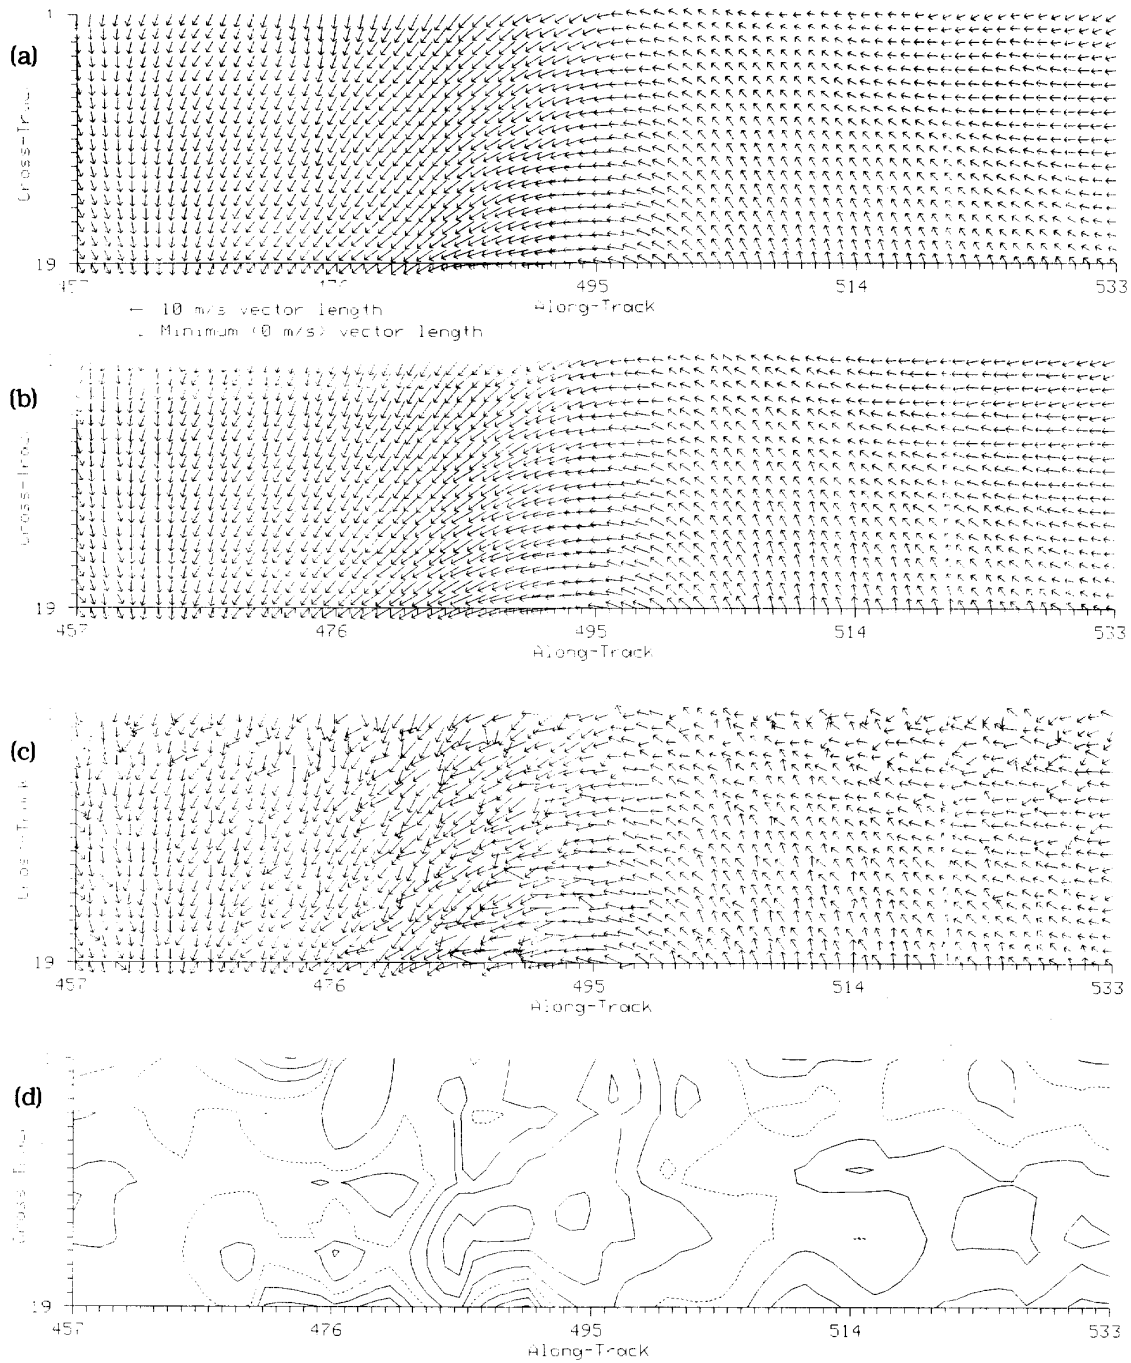 1
(a)
19
495
514
533
Along-Track
← 10 m/s vector length
Minimum (0 m/s) vector length
(b)
19
457
476
495
514
533
Along-Track
(c)
19
457
476
495
514
533
Along-Track
(d)
19
457
476
495
514
533
Along-Track